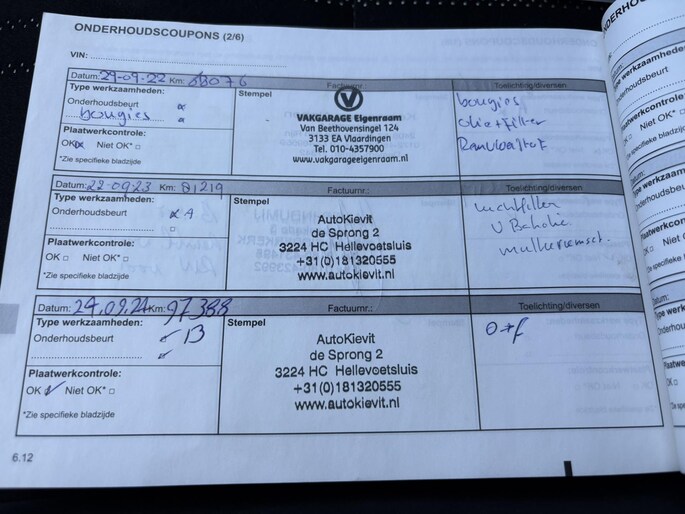 ONDERHOUDSCOUPONS (2/6)
VIN:
Datum: 29-09-22 Km: 68076
Factuurnr.:
Toelichting/diversen
Type werkzaamheden:
Onderhoudsbeurt
bougies
Plaatwerkcontrole:
OK Niet OK*
*Zie specifieke bladzijde
Stempel
VAKGARAGE Eigenraam
Van Beethovensingel 124
3133 EA Vlaardingen
Tel. 010-4357900
www.vakgarageeigenraam.nl
bougies
olie+filter
Datum: 22-09-23 Km: 81219
Factuurnr.:
Toelichting/diversen
Type werkzaamheden:
Onderhoudsbeurt A
Plaatwerkcontrole:
OK Niet OK*
*Zie specifieke bladzijde
Stempel
AutoKievit
de Sprong 2
3224 HC Hellevoetsluis
+31(0)181320555
www.autokievit.nl
luchtfilter
Datum: 24.09.24 Km: 97388
Factuurnr.:
Toelichting/diversen
Type werkzaamheden:
Onderhoudsbeurt B
Plaatwerkcontrole:
OK Niet OK*
*Zie specifieke bladzijde
Stempel
AutoKievit
de Sprong 2
3224 HC Hellevoetsluis
+31(0)181320555
www.autokievit.nl
O+f
6.12